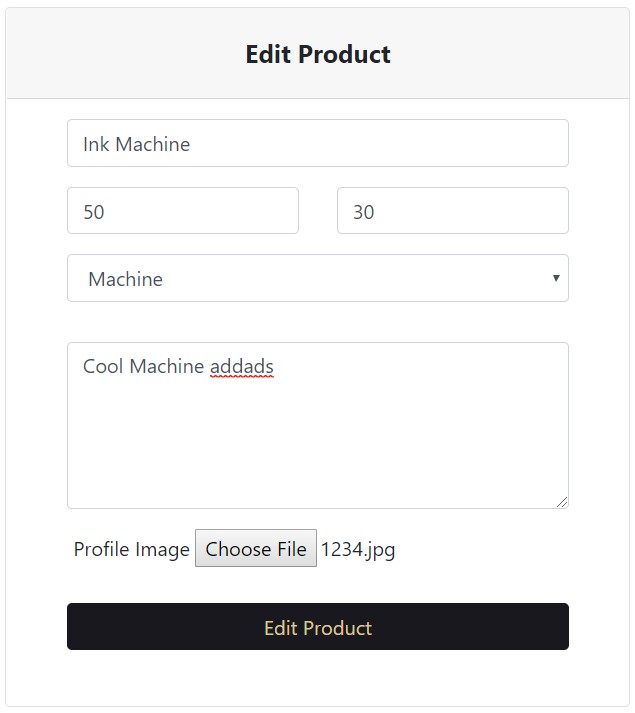 Edit Product
Ink Machine
50 30
Machine
Cool Machine addads
Profile Image Choose File 1234.jpg
Edit Product